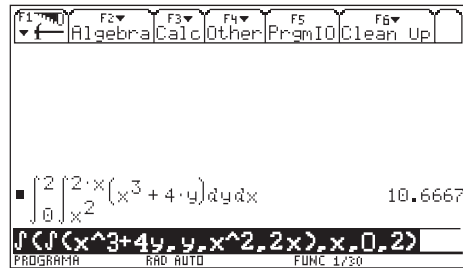 F1 F2▼ F3▼ F4▼ F5 F6▼
Algebra Calc Other PrgmIO Clean Up
■ ∫₀² ∫_{x²}^{2·x} (x³ + 4·y) dy dx 10.6667
∫(∫(x^3+4y,y,x^2,2x),x,0,2)
PROGRAMA RAD AUTO FUNC 1/30